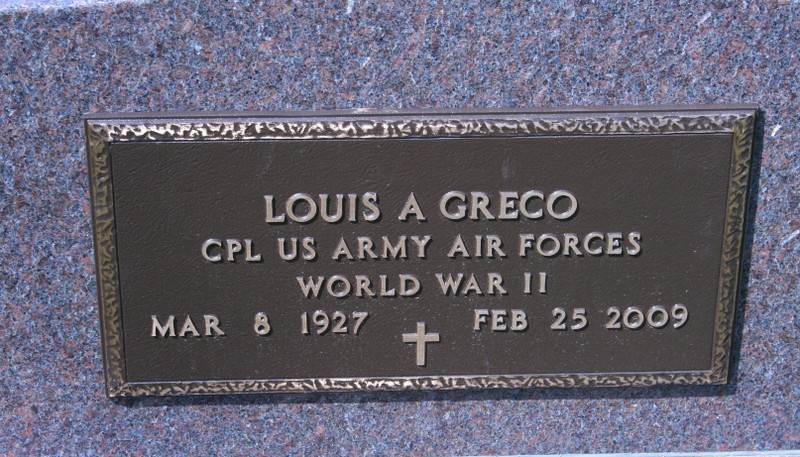 LOUIS A GRECO
CPL US ARMY AIR FORCES
WORLD WAR II
MAR 8 1927 FEB 25 2009